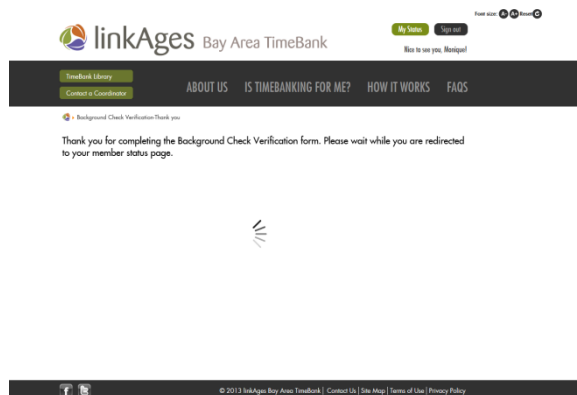 Font size: A- A+ Reset
linkAges Bay Area TimeBank
My Status Sign out
Nice to see you, Monique!
TimeBank Library
Contact a Coordinator
ABOUT US IS TIMEBANKING FOR ME? HOW IT WORKS FAQS
Background Check Verification-Thank you
Thank you for completing the Background Check Verification form. Please wait while you are redirected
to your member status page.
© 2013 linkAges Bay Area TimeBank | Contact Us | Site Map | Terms of Use | Privacy Policy